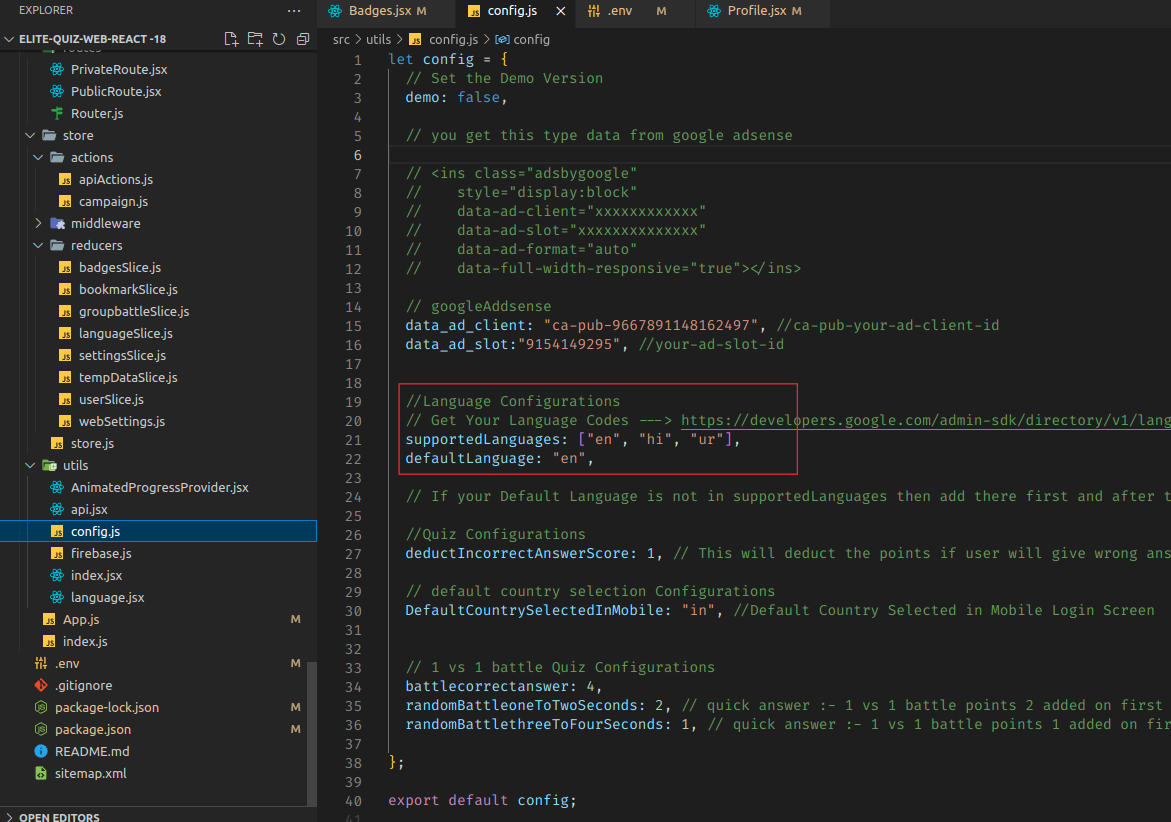 EXPLORER
ELITE-QUIZ-WEB-REACT -18
routes
PrivateRoute.jsx
PublicRoute.jsx
Router.js
store
actions
apiActions.js
campaign.js
middleware
reducers
badgesSlice.js
bookmarkSlice.js
groupbattleSlice.js
languageSlice.js
settingsSlice.js
tempDataSlice.js
userSlice.js
webSettings.js
store.js
utils
AnimatedProgressProvider.jsx
api.jsx
config.js
firebase.js
index.jsx
language.jsx
App.js M
index.js
.env M
.gitignore
package-lock.json M
package.json M
README.md
sitemap.xml
OPEN EDITORS
Badges.jsx M
config.js
.env M
Profile.jsx M
src > utils > config.js > config
1 let config = {
2 // Set the Demo Version
3 demo: false,
4
5 // you get this type data from google adsense
6
7 // <ins class="adsbygoogle"
8 // style="display:block"
9 // data-ad-client="xxxxxxxxxxxx"
10 // data-ad-slot="xxxxxxxxxxxxxx"
11 // data-ad-format="auto"
12 // data-full-width-responsive="true"></ins>
13
14 // googleAddsense
15 data_ad_client: "ca-pub-9667891148162497", //ca-pub-your-ad-client-id
16 data_ad_slot:"9154149295", //your-ad-slot-id
17
18
19 //Language Configurations
20 // Get Your Language Codes ---> https://developers.google.com/admin-sdk/directory/v1/lang
21 supportedLanguages: ["en", "hi", "ur"],
22 defaultLanguage: "en",
23
24 // If your Default Language is not in supportedLanguages then add there first and after t
25
26 //Quiz Configurations
27 deductIncorrectAnswerScore: 1, // This will deduct the points if user will give wrong ans
28
29 // default country selection Configurations
30 DefaultCountrySelectedInMobile: "in", //Default Country Selected in Mobile Login Screen
31
32
33 // 1 vs 1 battle Quiz Configurations
34 battlecorrectanswer: 4,
35 randomBattleoneToTwoSeconds: 2, // quick answer :- 1 vs 1 battle points 2 added on first
36 randomBattlethreeToFourSeconds: 1, // quick answer :- 1 vs 1 battle points 1 added on fir
37
38 };
39
40 export default config;
41